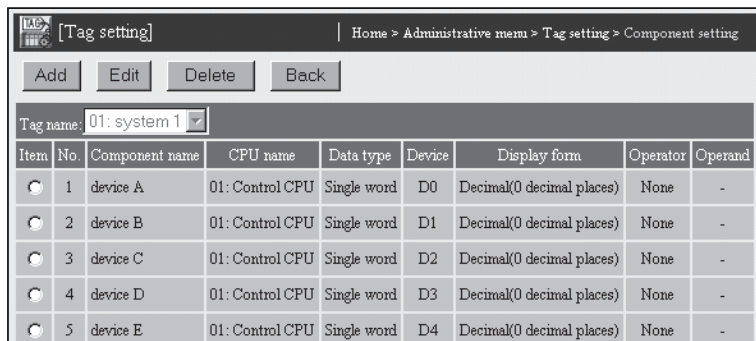 TAG
[Tag setting] Home > Administrative menu > Tag setting > Component setting
Add Edit Delete Back
Tag name: 01: system 1
Item No. Component name CPU name Data type Device Display form Operator Operand
1 device A 01: Control CPU Single word D0 Decimal(0 decimal places) None -
2 device B 01: Control CPU Single word D1 Decimal(0 decimal places) None -
3 device C 01: Control CPU Single word D2 Decimal(0 decimal places) None -
4 device D 01: Control CPU Single word D3 Decimal(0 decimal places) None -
5 device E 01: Control CPU Single word D4 Decimal(0 decimal places) None -